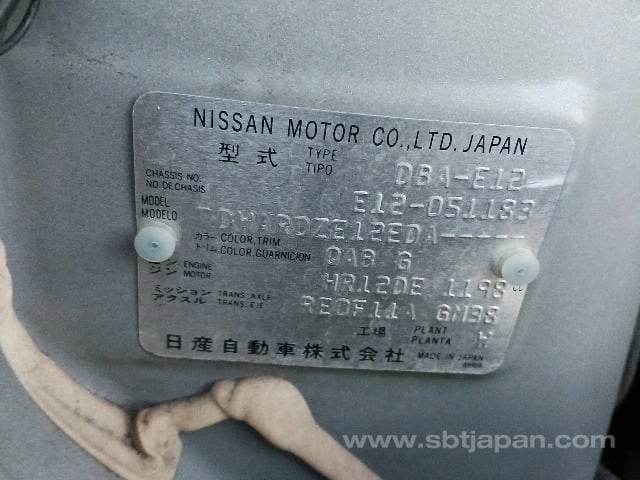 NISSAN MOTOR CO., LTD. JAPAN
型式 TYPE TIPO DBA-E12
CHASSIS NO. NO. DE CHASIS E12-051183
MODEL MODELO FDHARDZE12EDA-----
カラー トリム COLOR, TRIM COLOR, GUARNICION QAB G
エンジン ENGINE MOTOR HR12DE 1198 cc
ミッション アクスル TRANS. AXLE TRANS. EJE RE0F11A GM38
工場 PLANT PLANTA H
日産自動車株式会社 MADE IN JAPAN
www.sbtjapan.com